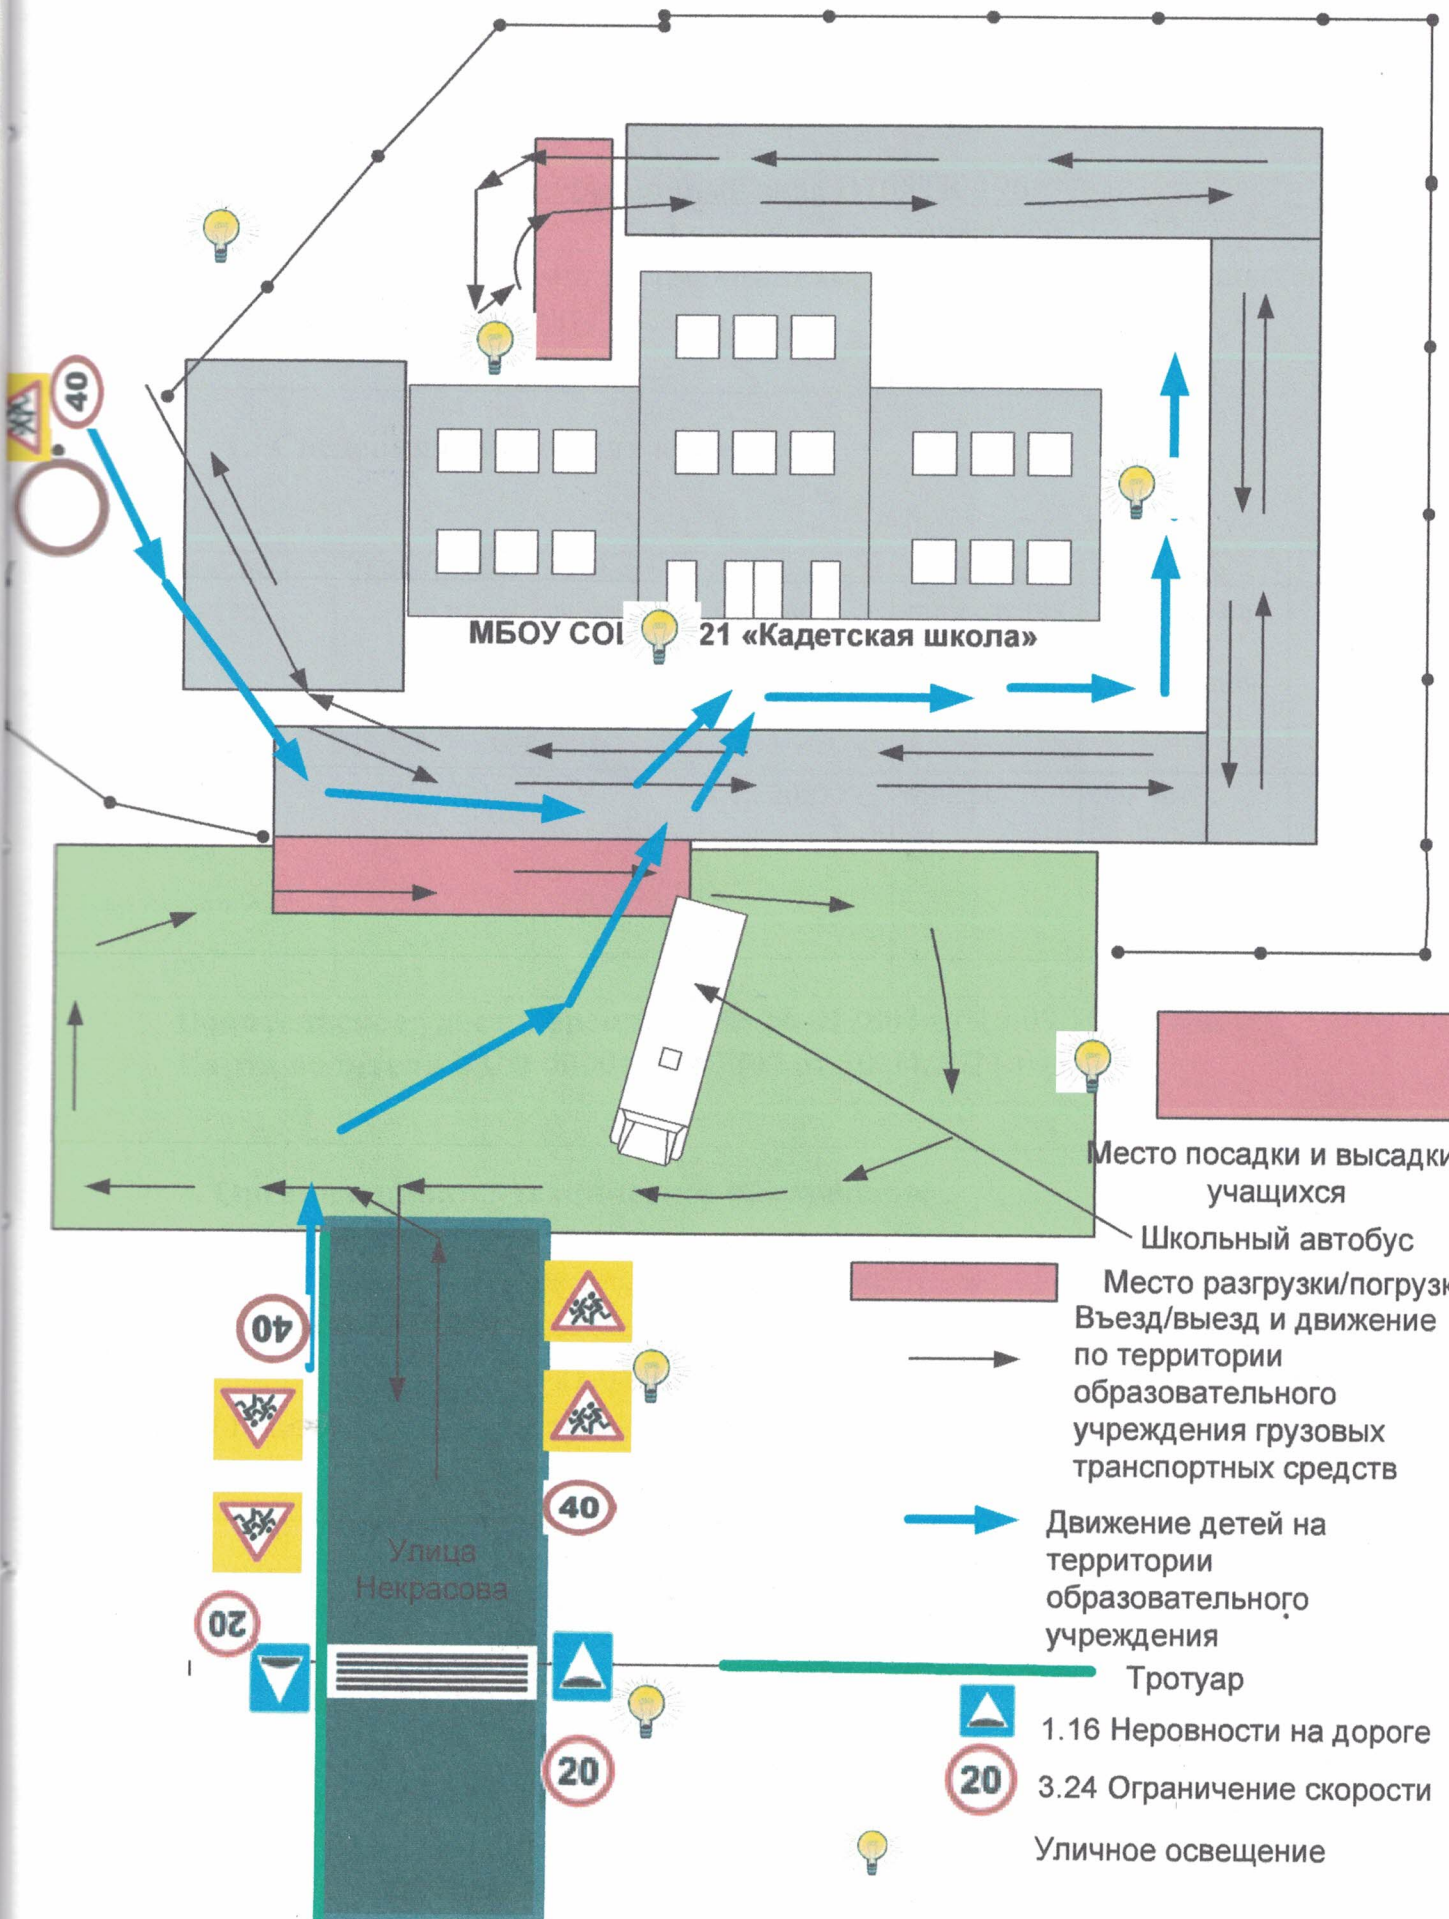 40
МБОУ СО 21 «Кадетская школа»
Место посадки и высадки
учащихся
Школьный автобус
Место разгрузки/погрузк
Въезд/выезд и движение
по территории
образовательного
учреждения грузовых
транспортных средств
40
40
Движение детей на
территории
образовательного
учреждения
Улица
Некрасова
20
Тротуар
1.16 Неровности на дороге
20
20
3.24 Ограничение скорости
Уличное освещение